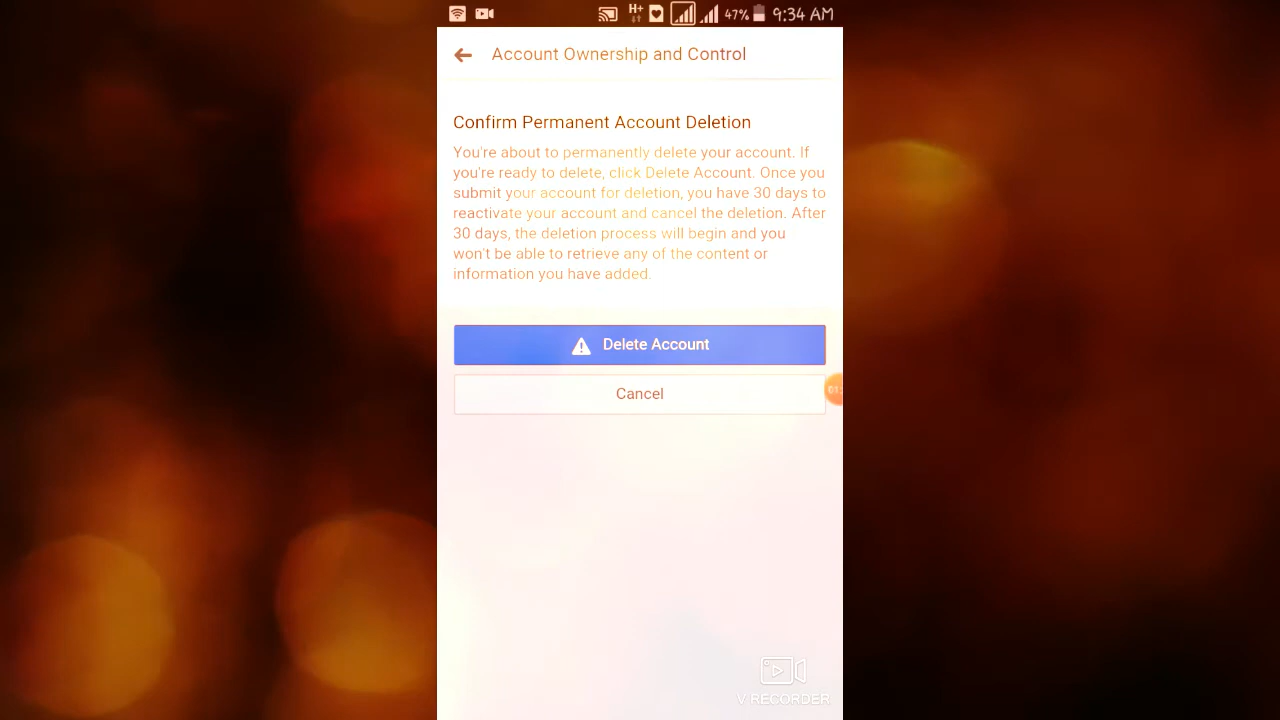 H+ 47% 9:34 AM
Account Ownership and Control
Confirm Permanent Account Deletion
You're about to permanently delete your account. If
you're ready to delete, click Delete Account. Once you
submit your account for deletion, you have 30 days to
reactivate your account and cancel the deletion. After
30 days, the deletion process will begin and you
won't be able to retrieve any of the content or
information you have added.
Delete Account
Cancel
V·RECORDER